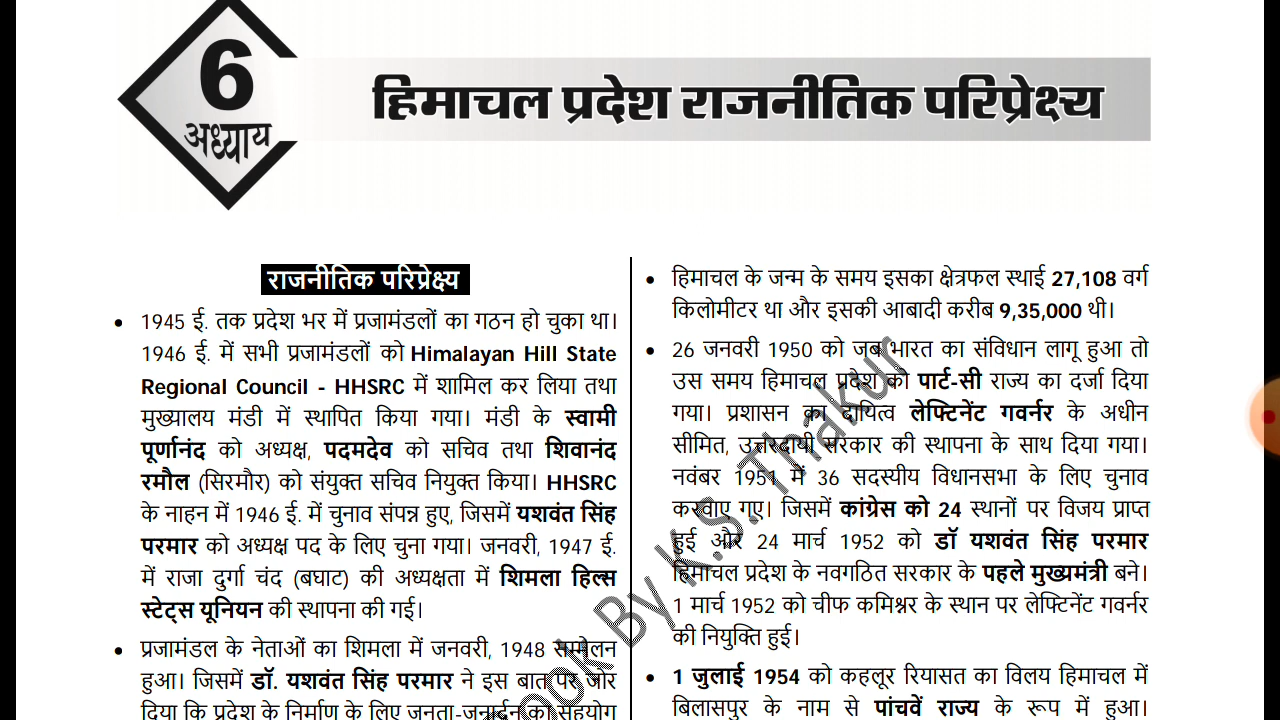 6
अध्याय
हिमाचल प्रदेश राजनीतिक परिप्रेक्ष्य
राजनीतिक परिप्रेक्ष्य
• 1945 ई. तक प्रदेश भर में प्रजामंडलों का गठन हो चुका था।
1946 ई. में सभी प्रजामंडलों को Himalayan Hill State
Regional Council - HHSRC में शामिल कर लिया तथा
मुख्यालय मंडी में स्थापित किया गया। मंडी के स्वामी
पूर्णानंद को अध्यक्ष, पदमदेव को सचिव तथा शिवानंद
रमौल (सिरमौर) को संयुक्त सचिव नियुक्त किया। HHSRC
के नाहन में 1946 ई. में चुनाव संपन्न हुए, जिसमें यशवंत सिंह
परमार को अध्यक्ष पद के लिए चुना गया। जनवरी, 1947 ई.
में राजा दुर्गा चंद (बघाट) की अध्यक्षता में शिमला हिल्स
स्टेट्स यूनियन की स्थापना की गई।
• प्रजामंडल के नेताओं का शिमला में जनवरी, 1948 सम्मेलन
हुआ। जिसमें डॉ. यशवंत सिंह परमार ने इस बात पर जोर
दिया कि प्रदेश के निर्माण के लिए जनता-जनार्दन का सहयोग
• हिमाचल के जन्म के समय इसका क्षेत्रफल स्थाई 27,108 वर्ग
किलोमीटर था और इसकी आबादी करीब 9,35,000 थी।
• 26 जनवरी 1950 को जब भारत का संविधान लागू हुआ तो
उस समय हिमाचल प्रदेश को पार्ट-सी राज्य का दर्जा दिया
गया। प्रशासन का दायित्व लेफ्टिनेंट गवर्नर के अधीन
सीमित, उत्तरदायी सरकार की स्थापना के साथ दिया गया।
नवंबर 1951 में 36 सदस्यीय विधानसभा के लिए चुनाव
करवाए गए। जिसमें कांग्रेस को 24 स्थानों पर विजय प्राप्त
हुई और 24 मार्च 1952 को डॉ यशवंत सिंह परमार
हिमाचल प्रदेश के नवगठित सरकार के पहले मुख्यमंत्री बने।
1 मार्च 1952 को चीफ कमिश्नर के स्थान पर लेफ्टिनेंट गवर्नर
की नियुक्ति हुई।
• 1 जुलाई 1954 को कहलूर रियासत का विलय हिमाचल में
बिलासपुर के नाम से पांचवें राज्य के रूप में हुआ।
By K.S. Thakur